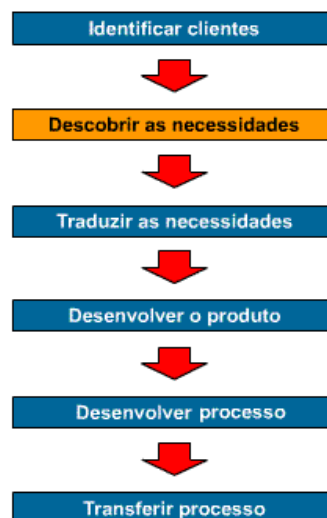 Identificar clientes
Descobrir as necessidades
Traduzir as necessidades
Desenvolver o produto
Desenvolver processo
Transferir processo